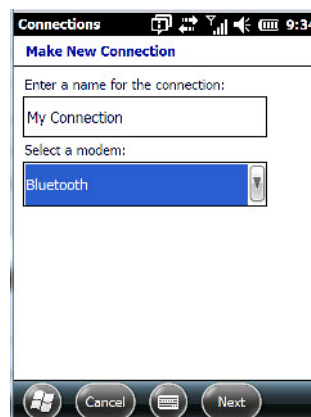 Connections 9:34
Make New Connection
Enter a name for the connection:
My Connection
Select a modem:
Bluetooth
Cancel Next